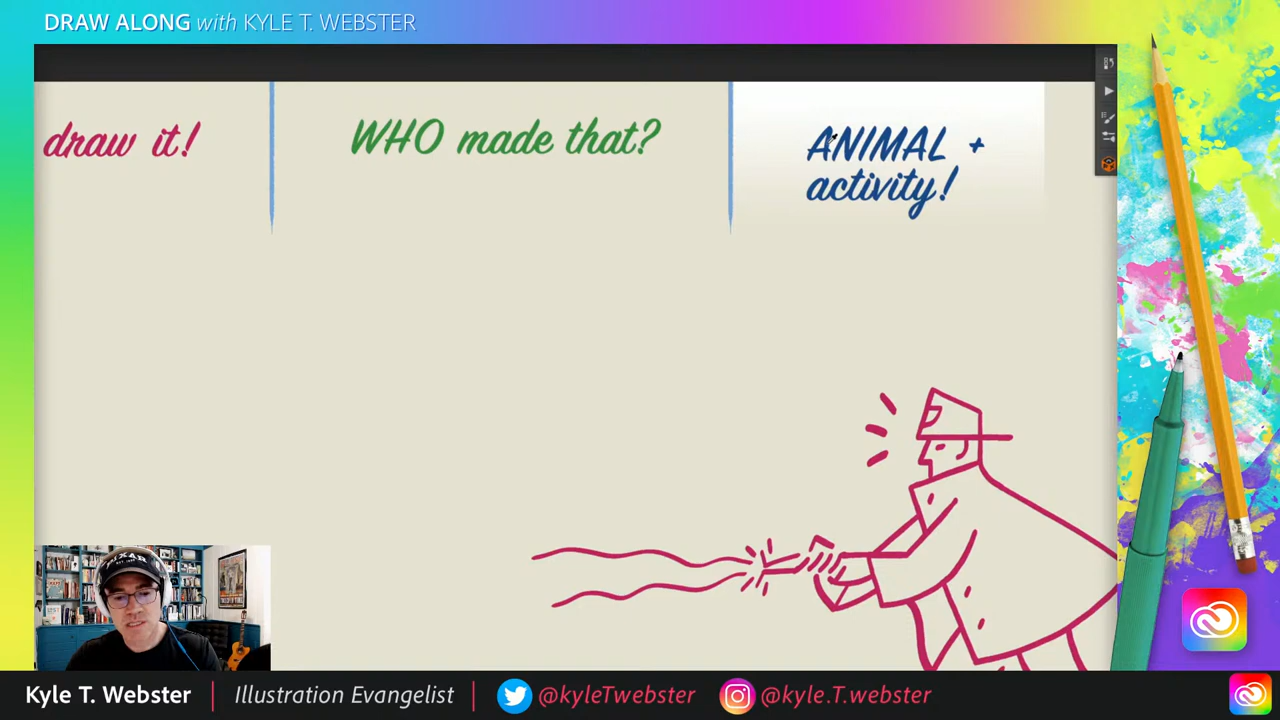 DRAW ALONG with KYLE T. WEBSTER
draw it!
WHO made that?
ANIMAL +
activity!
PIXAR
Kyle T. Webster | Illustration Evangelist | @kyleTwebster @kyle.T.webster